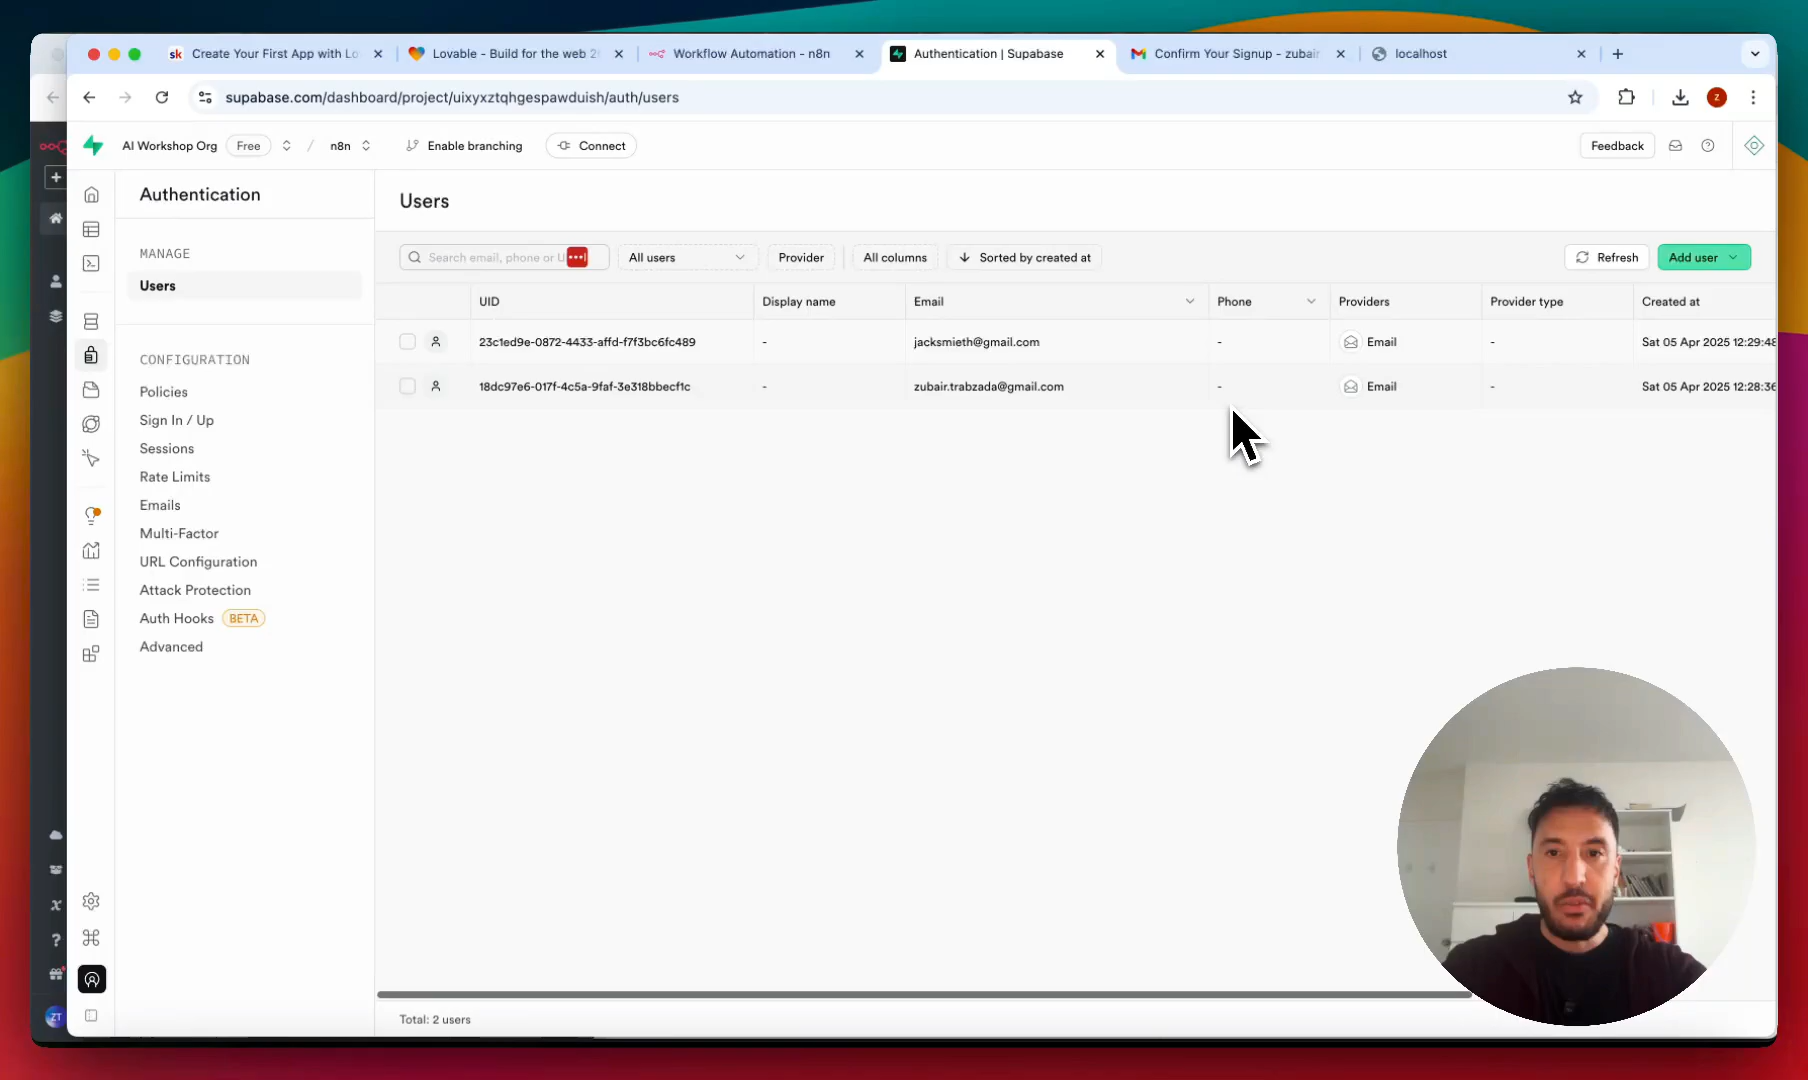 sk Create Your First App with Lo
Lovable - Build for the web 2
Workflow Automation - n8n
Authentication | Supabase
Confirm Your Signup - zubair
localhost
supabase.com/dashboard/project/uixyxztqhgespawduish/auth/users
z
AI Workshop Org Free / n8n Enable branching Connect Feedback
Authentication
MANAGE
Users
CONFIGURATION
Policies
Sign In / Up
Sessions
Rate Limits
Emails
Multi-Factor
URL Configuration
Attack Protection
Auth Hooks BETA
Advanced
Users
Search email, phone or U All users Provider All columns Sorted by created at Refresh Add user
UID Display name Email Phone Providers Provider type Created at
23c1ed9e-0872-4433-affd-f7f3bc6fc489 - jacksmieth@gmail.com - Email - Sat 05 Apr 2025 12:29:48
18dc97e6-017f-4c5a-9faf-3e318bbecf1c - zubair.trabzada@gmail.com - Email - Sat 05 Apr 2025 12:28:36
Total: 2 users
ZT